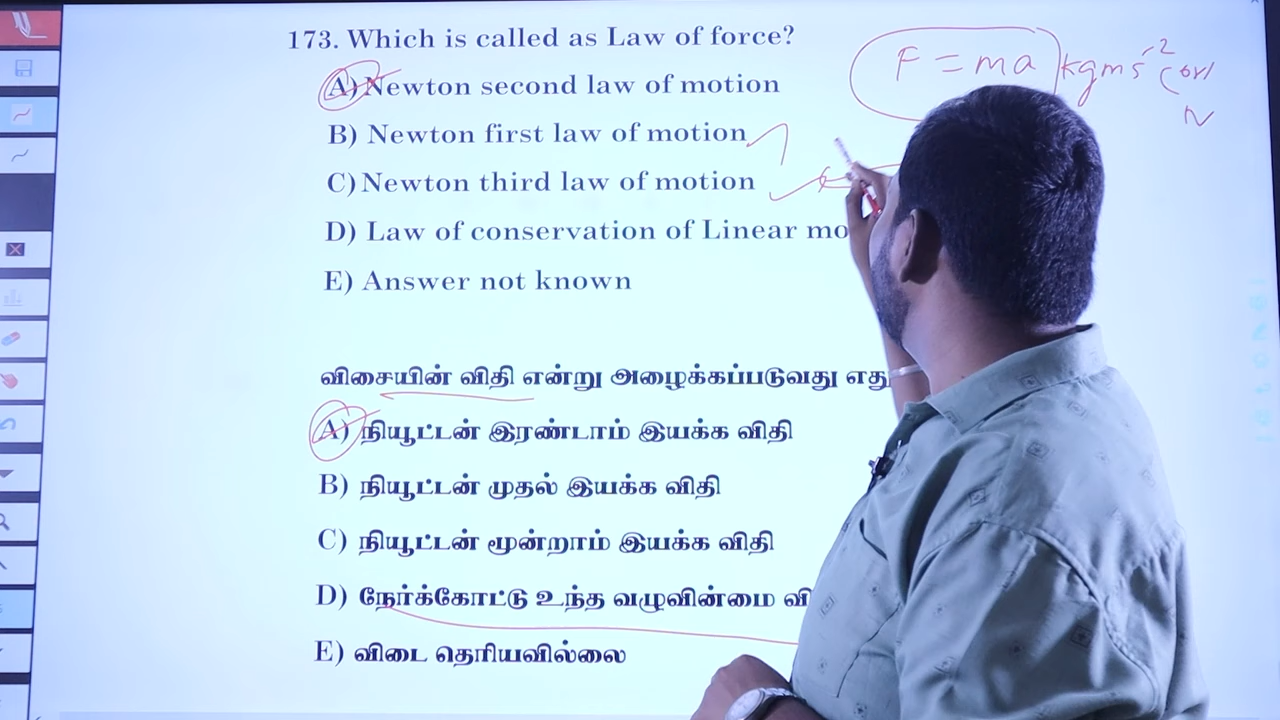 173. Which is called as Law of force?
A) Newton second law of motion
B) Newton first law of motion
C) Newton third law of motion
D) Law of conservation of Linear mo
E) Answer not known
F = ma kgms-2 (or)
N
விசையின் விதி என்று அழைக்கப்படுவது எது
A) நியூட்டன் இரண்டாம் இயக்க விதி
B) நியூட்டன் முதல் இயக்க விதி
C) நியூட்டன் மூன்றாம் இயக்க விதி
D) நேர்க்கோட்டு உந்த வழுவின்மை வி
E) விடை தெரியவில்லை